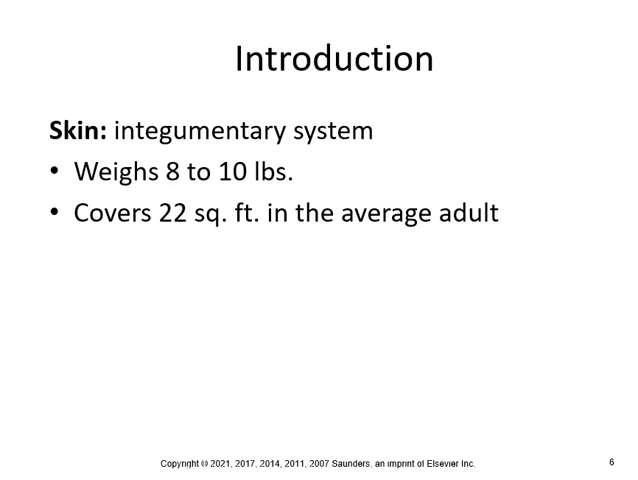 Introduction
Skin: integumentary system
• Weighs 8 to 10 lbs.
• Covers 22 sq. ft. in the average adult
Copyright © 2021, 2017, 2014, 2011, 2007 Saunders, an imprint of Elsevier Inc.
6